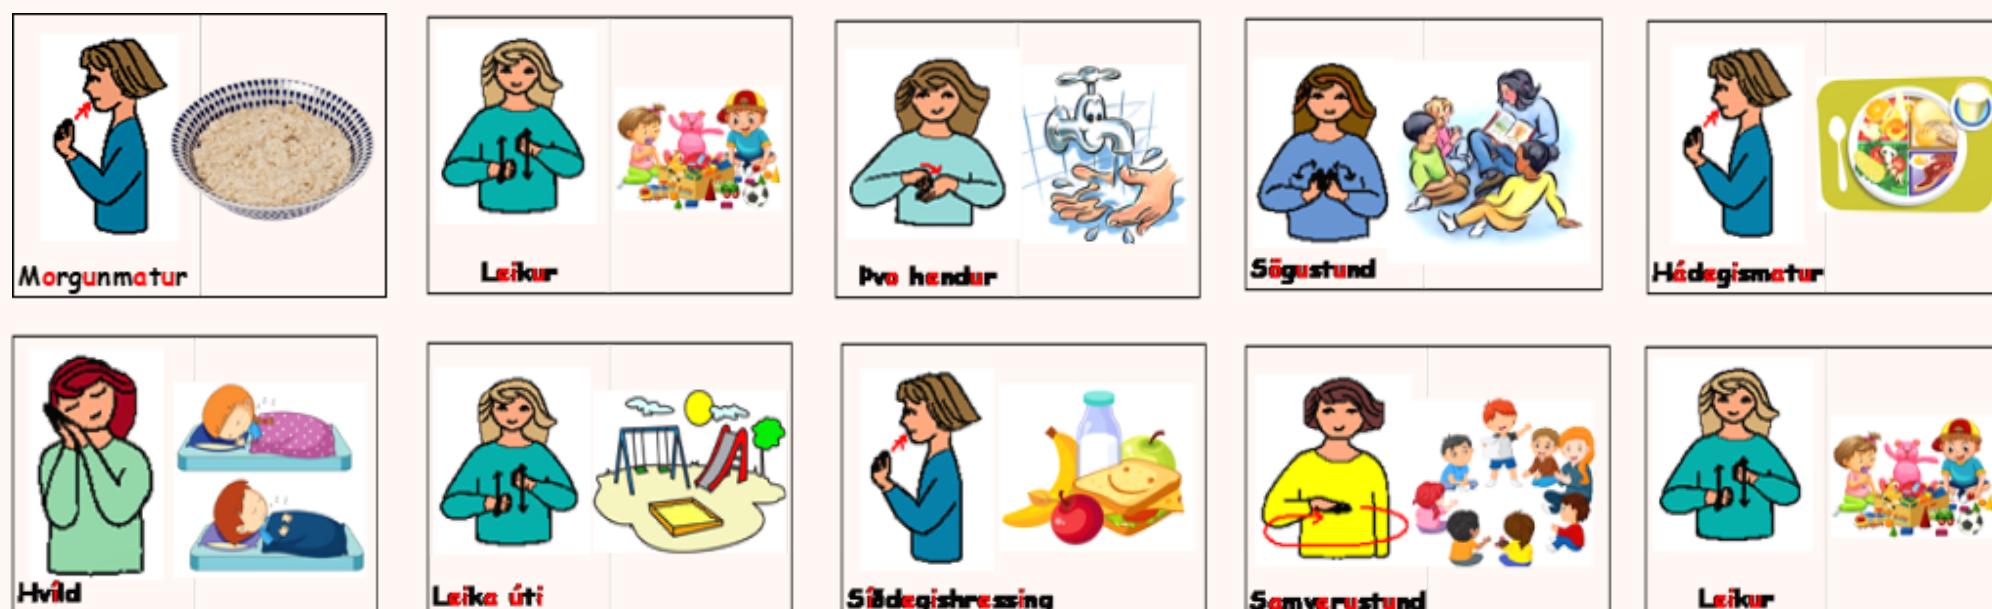 Morgunmatur
Leikur
Þvo hendur
Sögustund
Hádegismatur
Hvíld
Leika úti
Síðdegishressing
Samverustund
Leikur